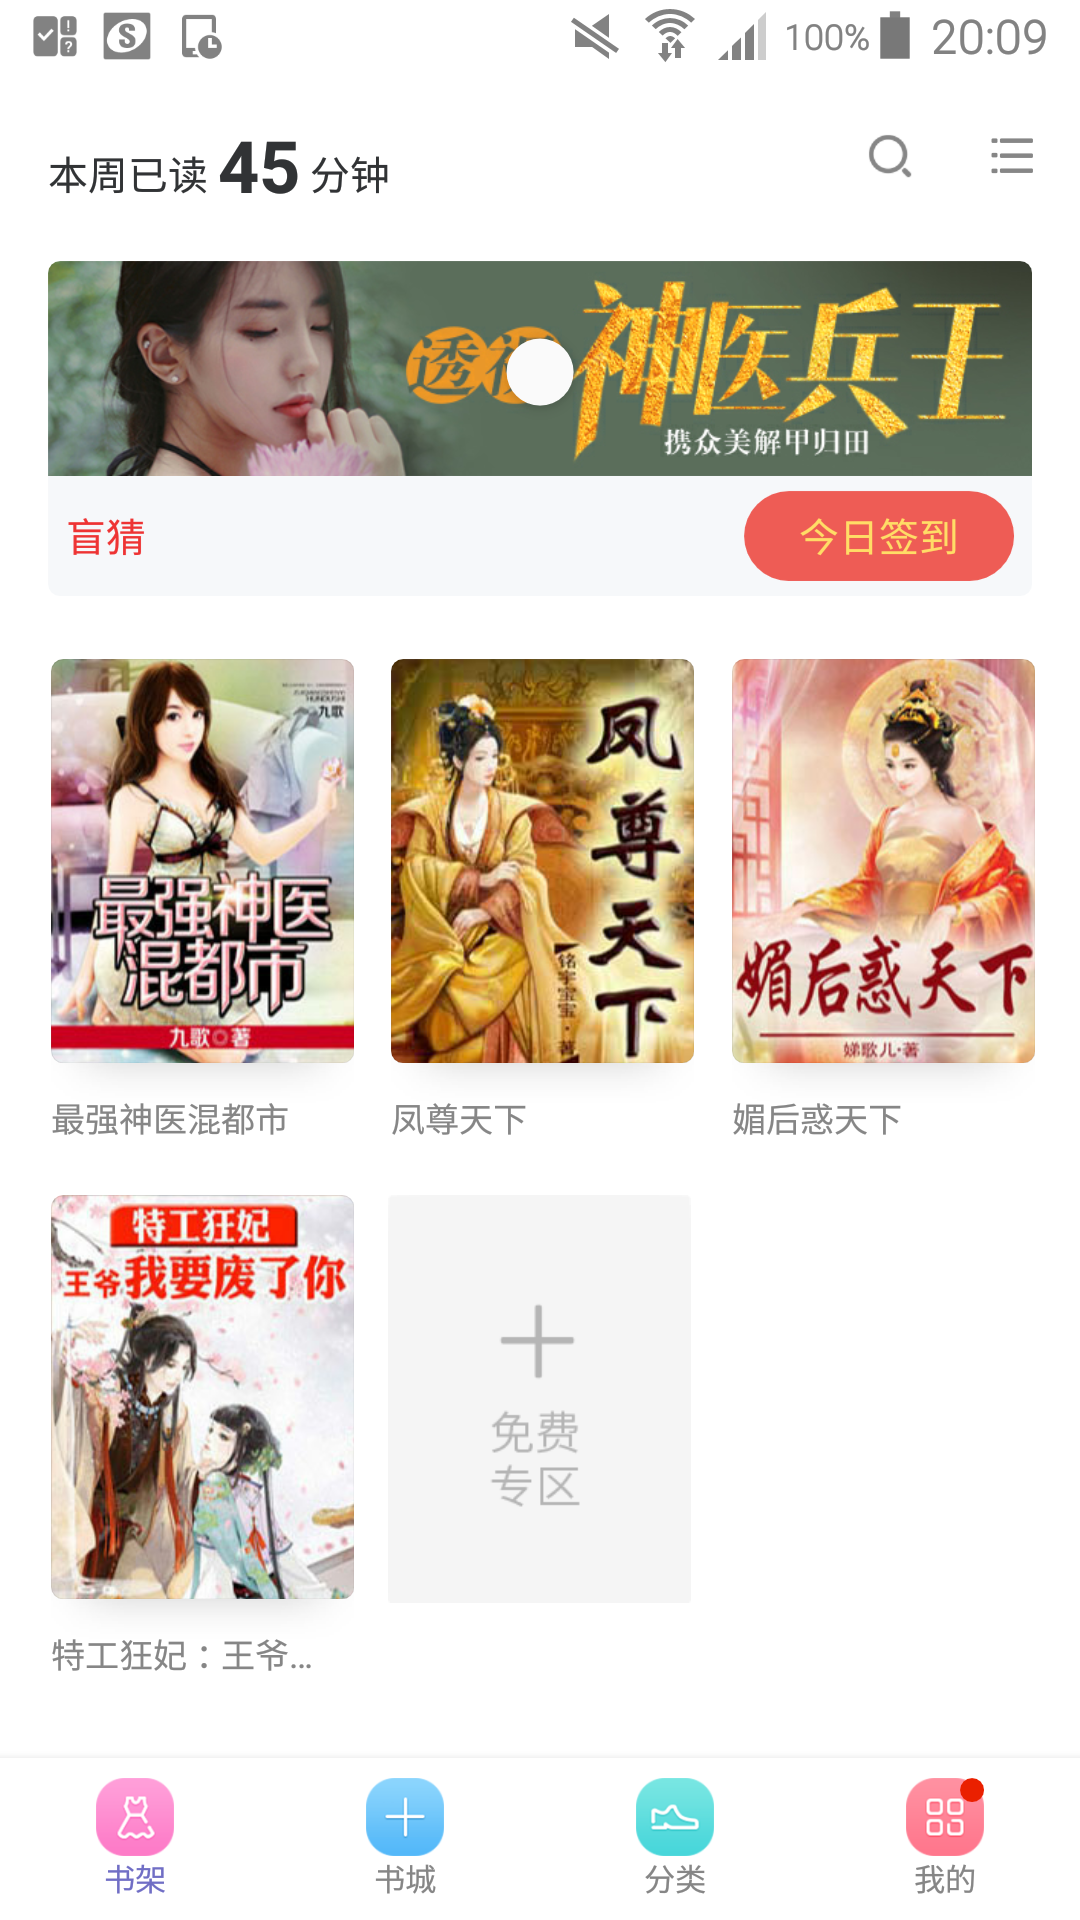 100% 20:09
本周已读 45 分钟
透视神医兵王
携众美解甲归田
盲猜
今日签到
九歌
最强神医
混都市
九歌◎著
凤尊天下
铭宇宝宝·著
媚后惑天下
娣歌儿·著
最强神医混都市
凤尊天下
媚后惑天下
特工狂妃
王爷我要废了你
免费
专区
特工狂妃：王爷...
书架
书城
分类
我的